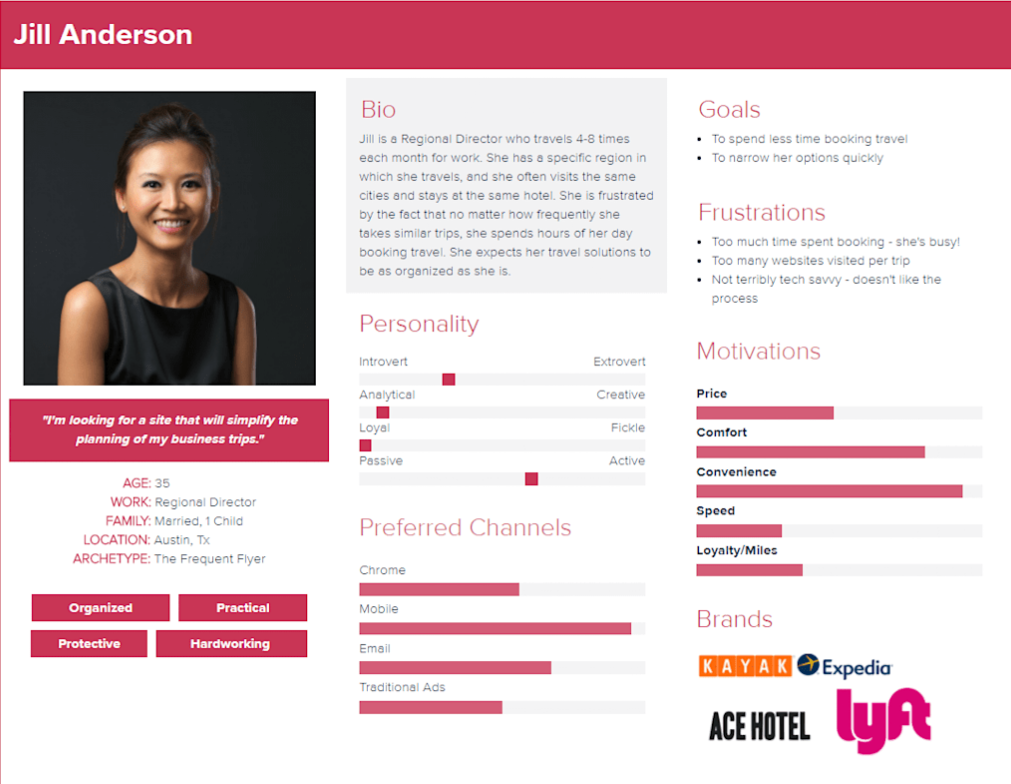 Jill Anderson
"I'm looking for a site that will simplify the
planning of my business trips."
AGE: 35
WORK: Regional Director
FAMILY: Married, 1 Child
LOCATION: Austin, Tx
ARCHETYPE: The Frequent Flyer
Organized
Practical
Protective
Hardworking
Bio
Jill is a Regional Director who travels 4-8 times
each month for work. She has a specific region in
which she travels, and she often visits the same
cities and stays at the same hotel. She is frustrated
by the fact that no matter how frequently she
takes similar trips, she spends hours of her day
booking travel. She expects her travel solutions to
be as organized as she is.
Personality
Introvert Extrovert
Analytical Creative
Loyal Fickle
Passive Active
Preferred Channels
Chrome
Mobile
Email
Traditional Ads
Goals
• To spend less time booking travel
• To narrow her options quickly
Frustrations
• Too much time spent booking - she's busy!
• Too many websites visited per trip
• Not terribly tech savvy - doesn't like the
process
Motivations
Price
Comfort
Convenience
Speed
Loyalty/Miles
Brands
KAYAK Expedia
ACE HOTEL lyft